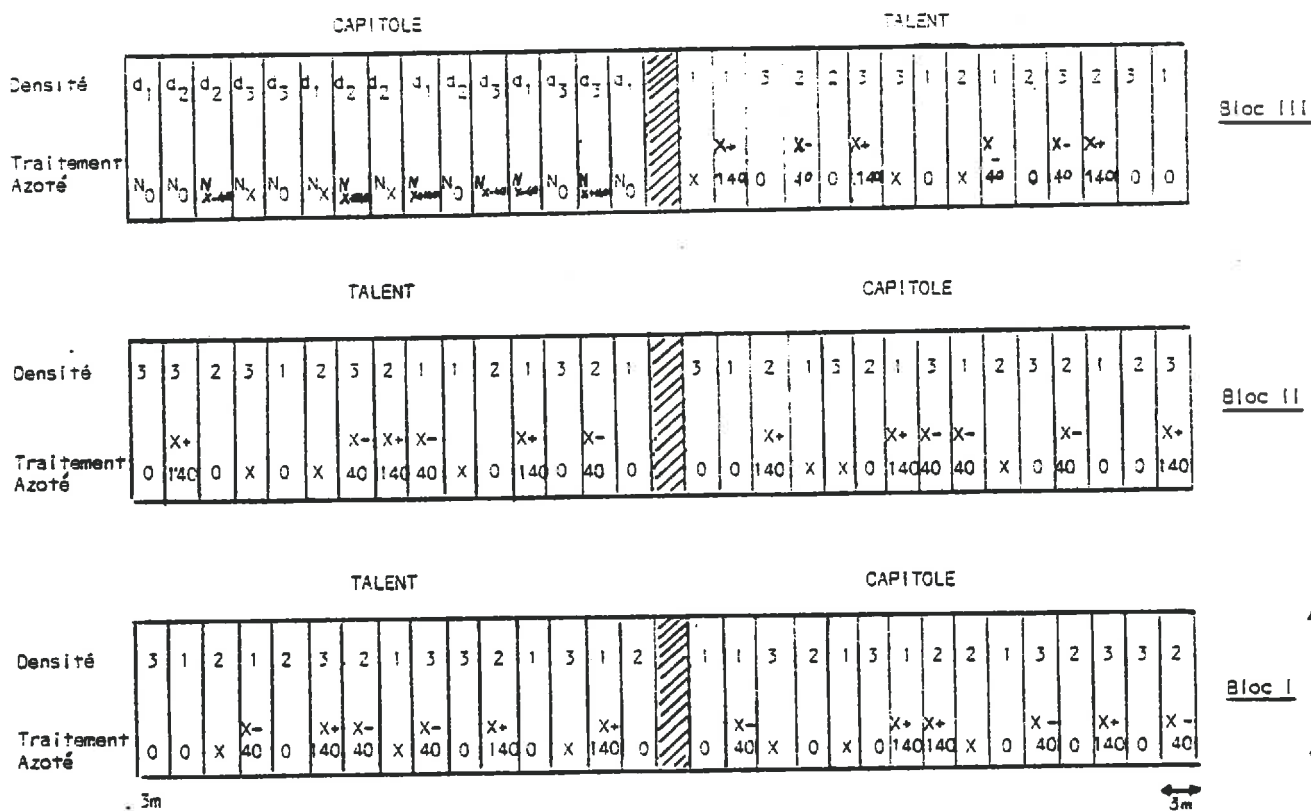 CAPITOLE TALENT
Densité d1 d2 d2 d3 d3 d1 d2 d2 d1 d2 d3 d1 d3 d3 d1 1 1 3 2 2 3 3 1 2 1 2 3 2 3 1
Bloc III
X+ X- X+ X- X- X+
Traitement Azoté N0 N0 NX-40 NX N0 NX NX N0 NX-40 NX-40 N0 N0 X 140 0 40 0 140 X 0 X 40 0 40 140 0 0
TALENT CAPITOLE
Densité 3 3 2 3 1 2 3 2 1 1 2 1 3 2 1 3 1 2 1 3 2 1 3 1 2 3 2 1 2 3
Bloc II
X+ X- X+ X- X+ X- X+ X+ X- X- X- X+
Traitement Azoté 0 140 0 X 0 X 40 140 40 X 0 140 0 40 0 0 0 140 X X 0 140 40 40 X 0 40 0 0 140
TALENT CAPITOLE
Densité 3 1 2 1 2 3 2 1 3 3 2 1 3 1 2 1 1 3 2 1 3 1 2 2 1 3 2 3 3 2
Bloc I
X- X+ X- X- X+ X+ X- X+ X+ X- X+ X-
Traitement Azoté 0 0 X 40 0 140 40 X 40 0 140 0 X 140 0 0 40 X 0 X 0 140 140 X 0 40 0 140 0 40
3m 3m